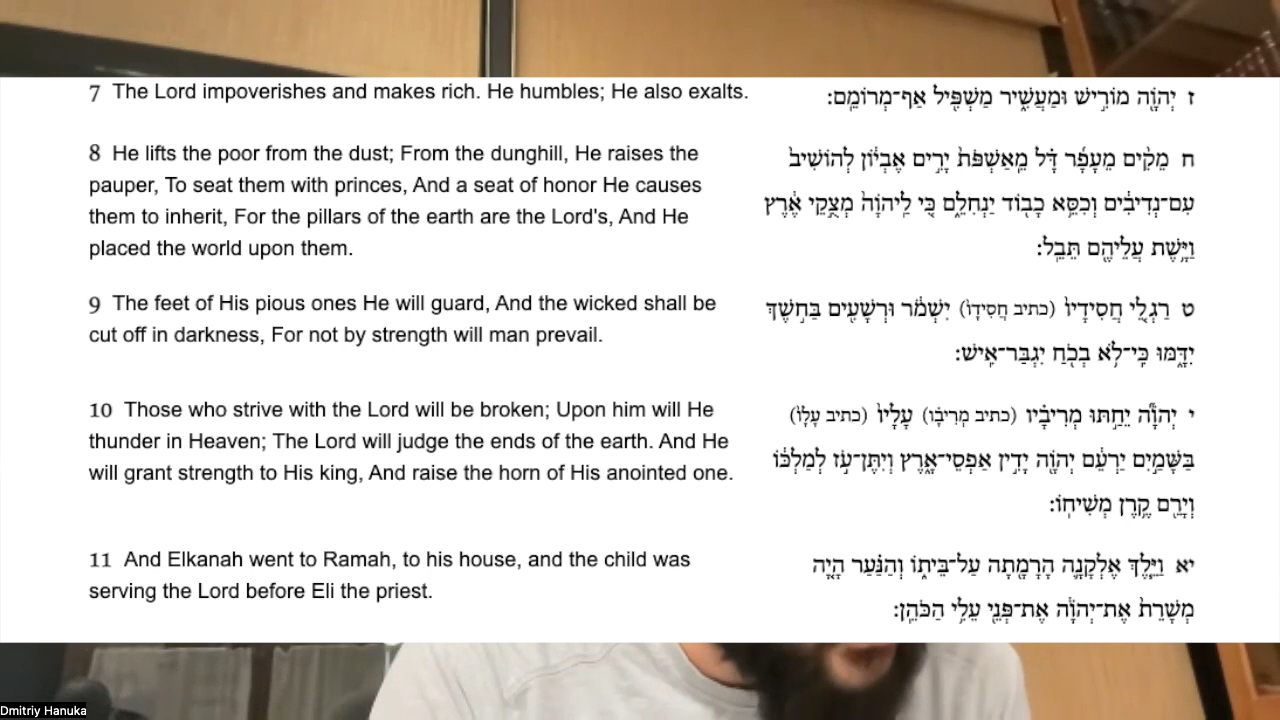 7 The Lord impoverishes and makes rich. He humbles; He also exalts.
ז יְהֹוָ֖ה מוֹרִ֣ישׁ וּמַֽעֲשִׁ֑יר מַשְׁפִּ֖יל אַף־מְרוֹמֵֽם:
8 He lifts the poor from the dust; From the dunghill, He raises the
pauper, To seat them with princes, And a seat of honor He causes
them to inherit, For the pillars of the earth are the Lord's, And He
placed the world upon them.
ח מֵקִ֨ים מֵֽעָפָ֜ר דָּ֗ל מֵֽאַשְׁפֹּת֙ יָרִ֣ים אֶבְי֔וֹן לְהוֹשִׁיב֙
עִם־נְדִיבִ֔ים וְכִסֵּ֥א כָב֖וֹד יַנְחִלֵ֑ם כִּ֤י לַֽיהֹוָה֙ מְצֻ֣קֵי אֶ֔רֶץ
וַיָּ֥שֶׁת עֲלֵיהֶ֖ם תֵּבֵֽל:
9 The feet of His pious ones He will guard, And the wicked shall be
cut off in darkness, For not by strength will man prevail.
ט רַגְלֵ֚י חֲסִידָיו֙ (כתיב חֲסִידָו֙) יִשְׁמֹ֔ר וּרְשָׁעִ֖ים בַּחֹ֣שֶׁךְ
יִדָּ֑מּוּ כִּי־לֹ֥א בְכֹ֖חַ יִגְבַּר־אִֽישׁ:
10 Those who strive with the Lord will be broken; Upon him will He
thunder in Heaven; The Lord will judge the ends of the earth. And He
will grant strength to His king, And raise the horn of His anointed one.
י יְהֹוָ֞ה יֵחַ֣תּוּ מְרִיבָ֗יו (כתיב מְרִיבָ֗ו) עָלָיו֙ (כתיב עָלָו֙)
בַּשָּׁמַ֣יִם יַרְעֵ֔ם יְהֹוָ֖ה יָדִ֣ין אַפְסֵי־אָ֑רֶץ וְיִתֶּן־עֹ֣ז לְמַלְכּ֔וֹ
וְיָרֵ֖ם קֶ֥רֶן מְשִׁיחֽוֹ:
11 And Elkanah went to Ramah, to his house, and the child was
serving the Lord before Eli the priest.
יא וַיֵּ֧לֶךְ אֶלְקָנָ֛ה הָרָמָ֖תָה עַל־בֵּית֑וֹ וְהַנַּ֗עַר הָיָ֤ה
מְשָׁרֵת֙ אֶת־יְהֹוָ֔ה אֶת־פְּנֵ֖י עֵלִ֥י הַכֹּהֵֽן:
Dmitriy Hanuka